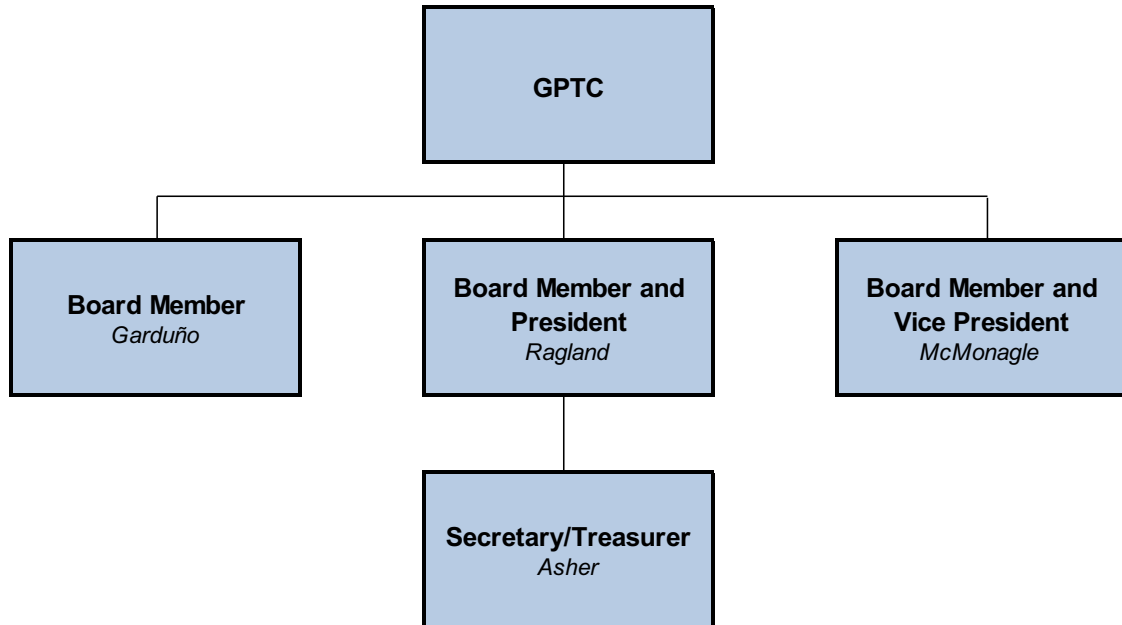 GPTC
Board Member
Garduño
Board Member and
President
Ragland
Board Member and
Vice President
McMonagle
Secretary/Treasurer
Asher